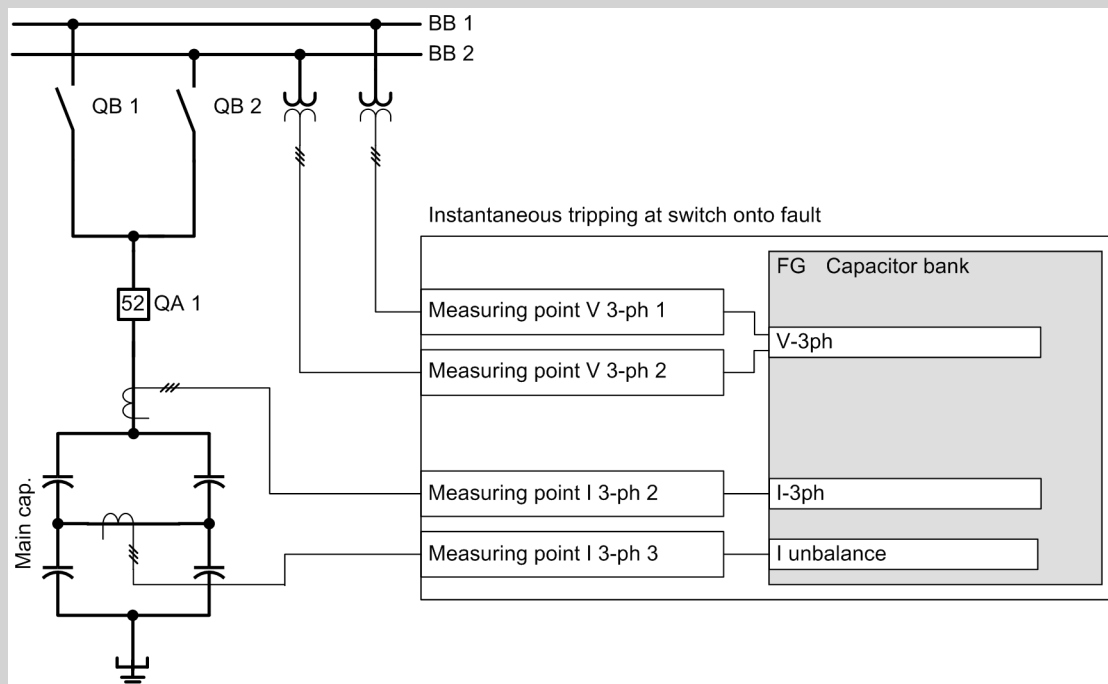 BB 1
BB 2
QB 1
QB 2
Instantaneous tripping at switch onto fault
FG Capacitor bank
52
QA 1
Measuring point V 3-ph 1
V-3ph
Measuring point V 3-ph 2
Main cap.
Measuring point I 3-ph 2
I-3ph
Measuring point I 3-ph 3
I unbalance